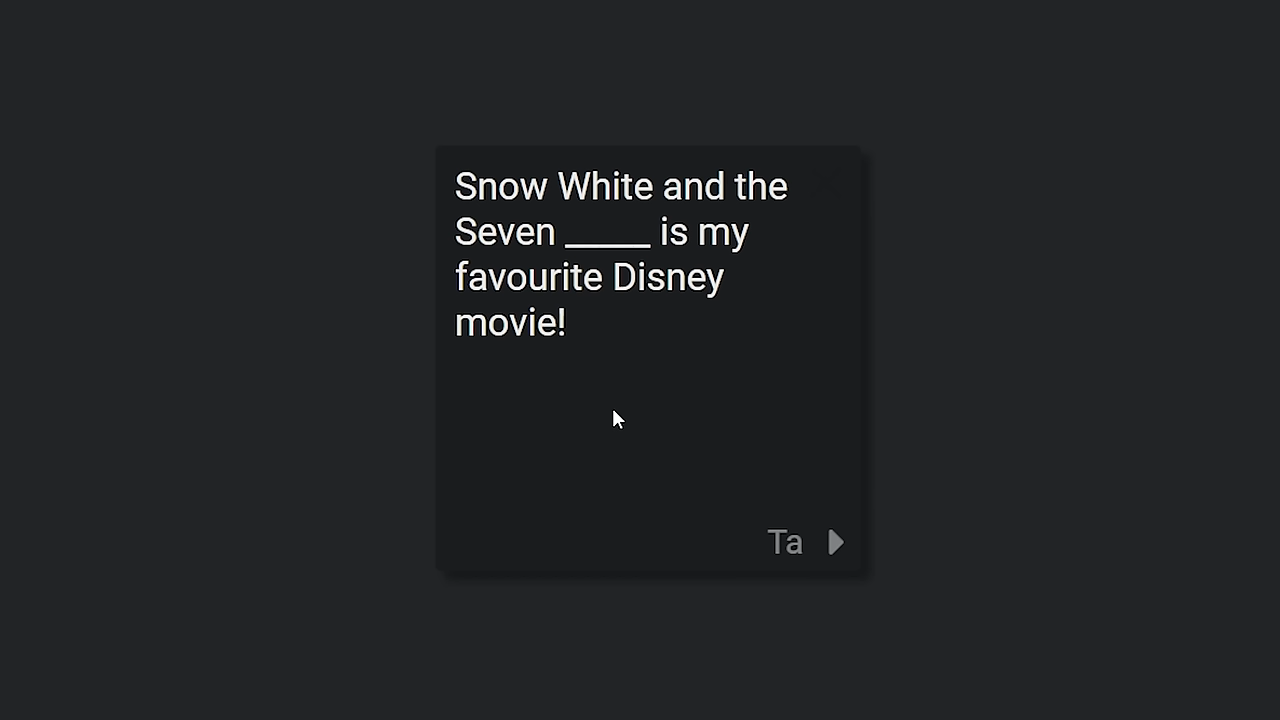 Snow White and the
Seven _____ is my
favourite Disney
movie!
Ta